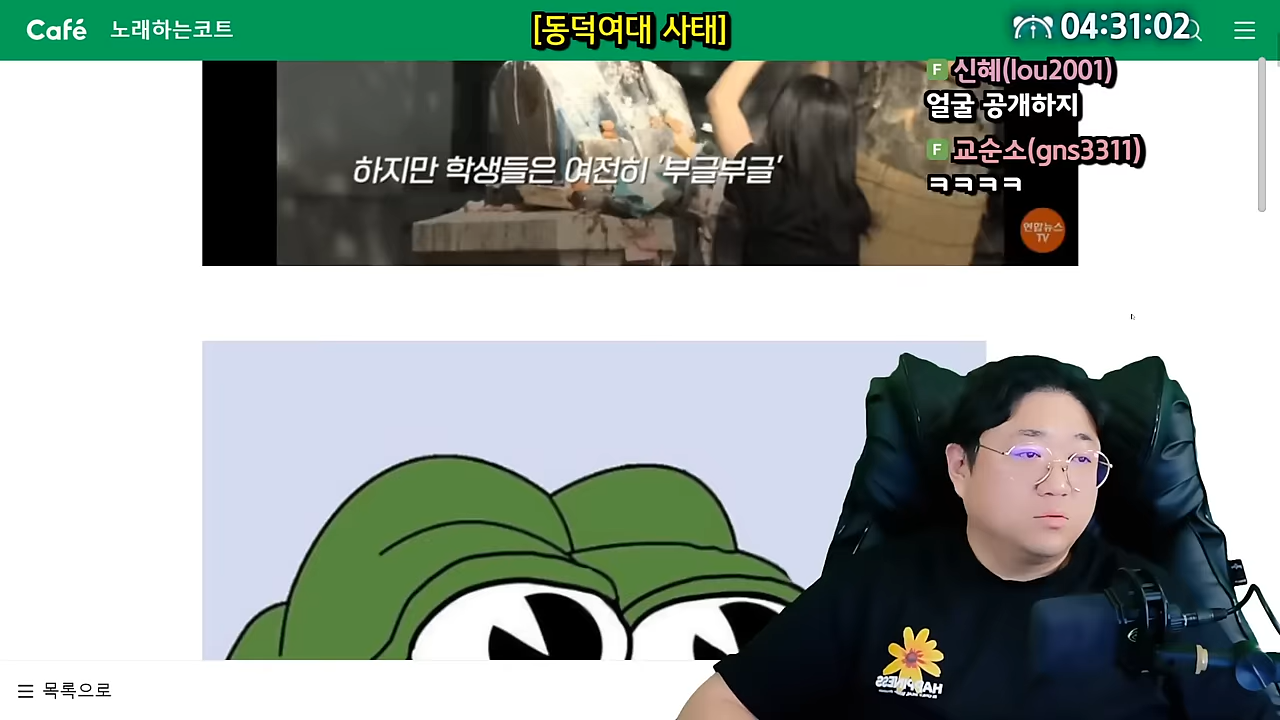 Café 노래하는코트
[동덕여대 사태]
04:31:02
F 신혜(lou2001)
얼굴 공개하지
F 교순소(gns3311)
ㅋㅋㅋㅋ
하지만 학생들은 여전히 '부글부글'
연합뉴스
TV
HAPPINESS
목록으로